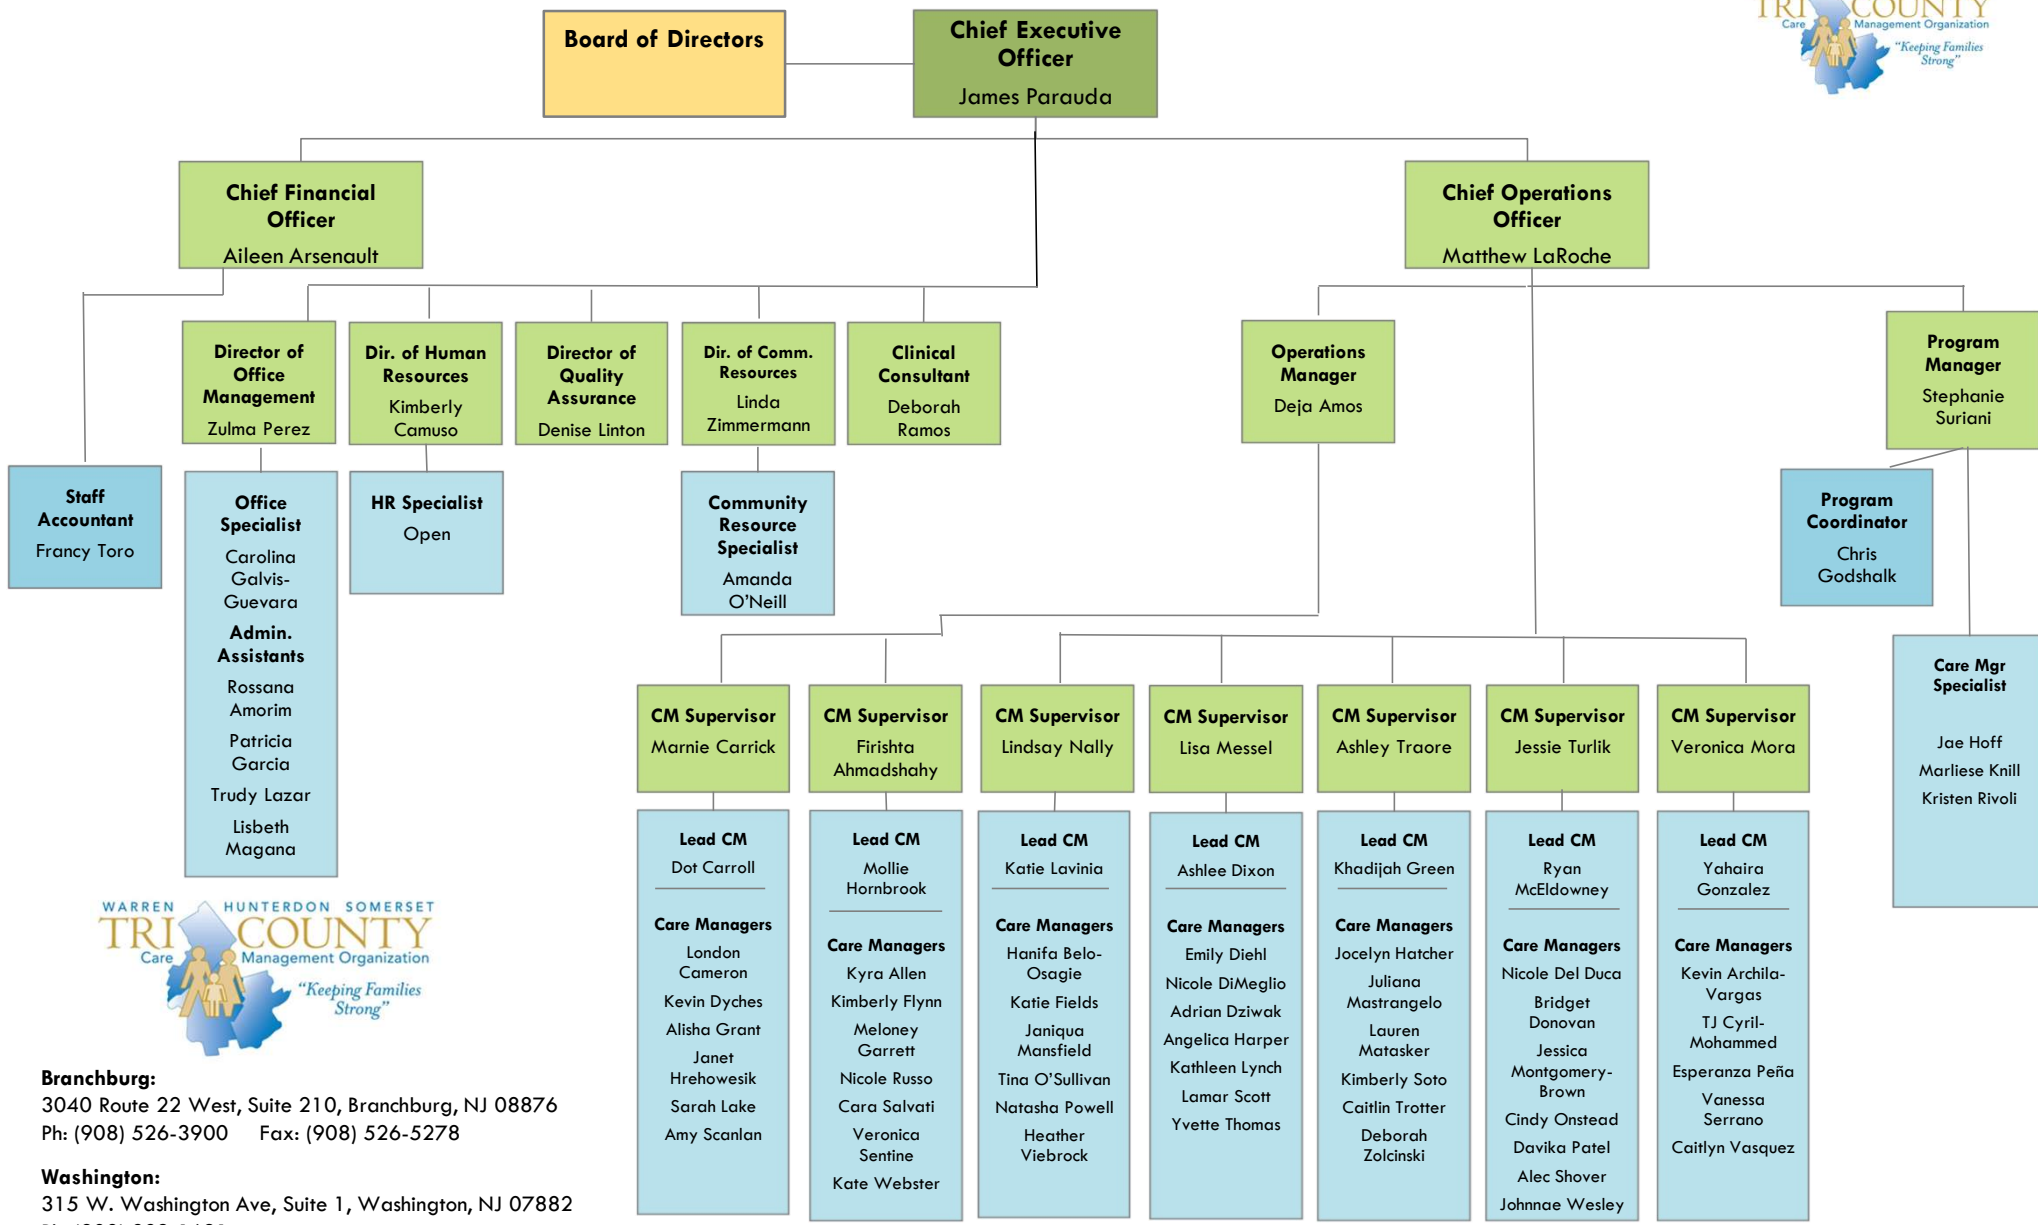 TRI COUNTY
Care Management Organization
"Keeping Families
Strong"
Board of Directors
Chief Executive
Officer
James Parauda
Chief Financial
Officer
Aileen Arsenault
Chief Operations
Officer
Matthew LaRoche
Director of
Office
Management
Zulma Perez
Dir. of Human
Resources
Kimberly
Camuso
Director of
Quality
Assurance
Denise Linton
Dir. of Comm.
Resources
Linda
Zimmermann
Clinical
Consultant
Deborah
Ramos
Operations
Manager
Deja Amos
Program
Manager
Stephanie
Suriani
Staff
Accountant
Francy Toro
Office
Specialist
Carolina
Galvis-
Guevara
Admin.
Assistants
Rossana
Amorim
Patricia
Garcia
Trudy Lazar
Lisbeth
Magana
HR Specialist
Open
Community
Resource
Specialist
Amanda
O'Neill
Program
Coordinator
Chris
Godshalk
Care Mgr
Specialist
Jae Hoff
Marliese Knill
Kristen Rivoli
CM Supervisor
Marnie Carrick
CM Supervisor
Firishta
Ahmadshahy
CM Supervisor
Lindsay Nally
CM Supervisor
Lisa Messel
CM Supervisor
Ashley Traore
CM Supervisor
Jessie Turlik
CM Supervisor
Veronica Mora
Lead CM
Dot Carroll
Care Managers
London
Cameron
Kevin Dyches
Alisha Grant
Janet
Hrehowesik
Sarah Lake
Amy Scanlan
Lead CM
Mollie
Hornbrook
Care Managers
Kyra Allen
Kimberly Flynn
Meloney
Garrett
Nicole Russo
Cara Salvati
Veronica
Sentine
Kate Webster
Lead CM
Katie Lavinia
Care Managers
Hanifa Belo-
Osagie
Katie Fields
Janiqua
Mansfield
Tina O'Sullivan
Natasha Powell
Heather
Viebrock
Lead CM
Ashlee Dixon
Care Managers
Emily Diehl
Nicole DiMeglio
Adrian Dziwak
Angelica Harper
Kathleen Lynch
Lamar Scott
Yvette Thomas
Lead CM
Khadijah Green
Care Managers
Jocelyn Hatcher
Juliana
Mastrangelo
Lauren
Matasker
Kimberly Soto
Caitlin Trotter
Deborah
Zolcinski
Lead CM
Ryan
McEldowney
Care Managers
Nicole Del Duca
Bridget
Donovan
Jessica
Montgomery-
Brown
Cindy Onstead
Davika Patel
Alec Shover
Johnnae Wesley
Lead CM
Yahaira
Gonzalez
Care Managers
Kevin Archila-
Vargas
TJ Cyril-
Mohammed
Esperanza Peña
Vanessa
Serrano
Caitlyn Vasquez
WARREN HUNTERDON SOMERSET
TRI COUNTY
Care Management Organization
"Keeping Families
Strong"
Branchburg:
3040 Route 22 West, Suite 210, Branchburg, NJ 08876
Ph: (908) 526-3900 Fax: (908) 526-5278
Washington:
315 W. Washington Ave, Suite 1, Washington, NJ 07882